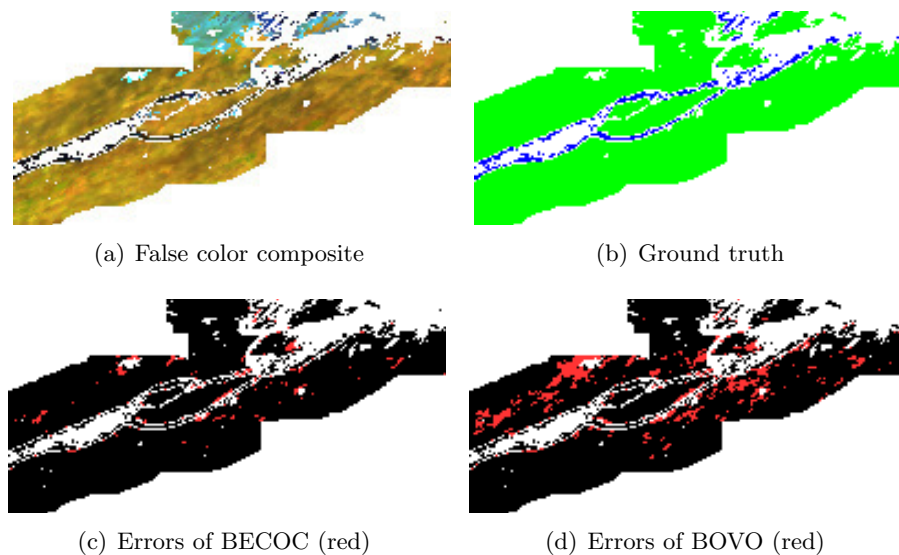 (a) False color composite
(b) Ground truth
(c) Errors of BECOC (red)
(d) Errors of BOVO (red)